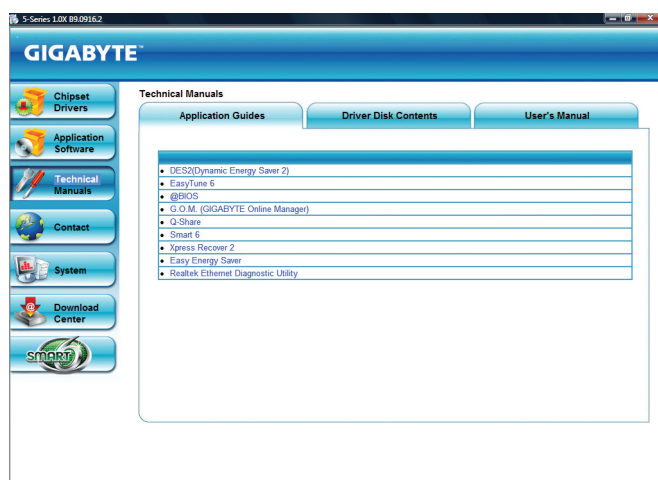 5-Series 1.0X B9.0916.2
GIGABYTE™
Chipset
Drivers
Application
Software
Technical
Manuals
Contact
System
Download
Center
SMART 6
Technical Manuals
Application Guides
Driver Disk Contents
User's Manual
DES2(Dynamic Energy Saver 2)
EasyTune 6
@BIOS
G.O.M. (GIGABYTE Online Manager)
Q-Share
Smart 6
Xpress Recover 2
Easy Energy Saver
Realtek Ethernet Diagnostic Utility